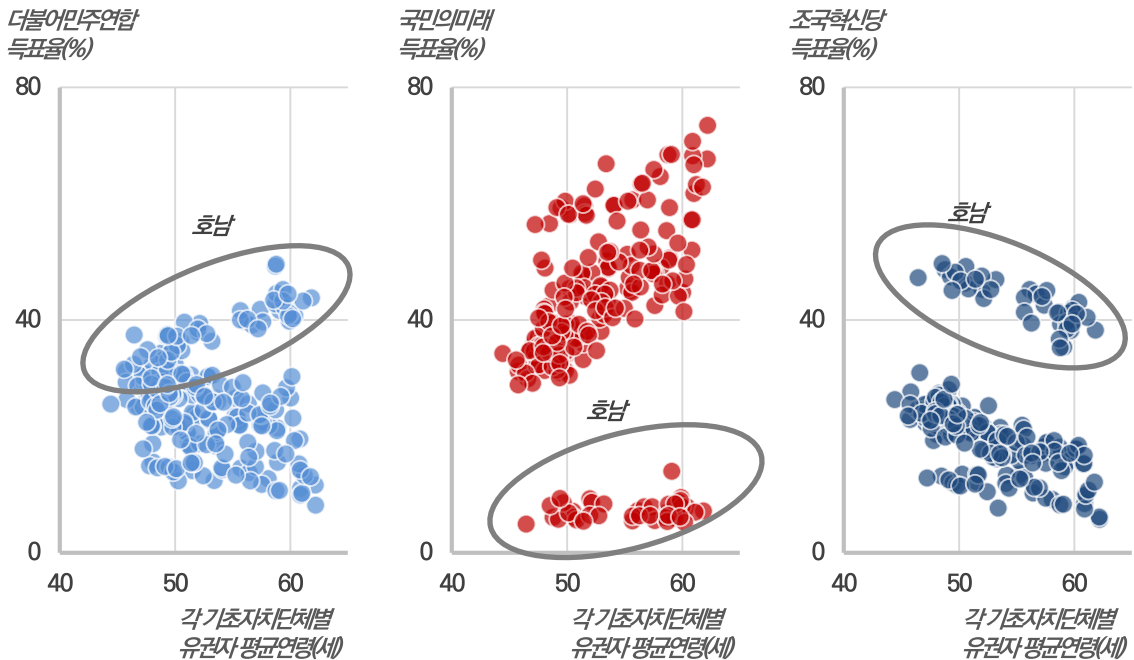 더불어민주연합
득표율(%)
80
호남
40
0
40 50 60
각 기초자치단체별
유권자 평균연령(세)
국민의미래
득표율(%)
80
40
호남
0
40 50 60
각 기초자치단체별
유권자 평균연령(세)
조국혁신당
득표율(%)
80
호남
40
0
40 50 60
각 기초자치단체별
유권자 평균연령(세)